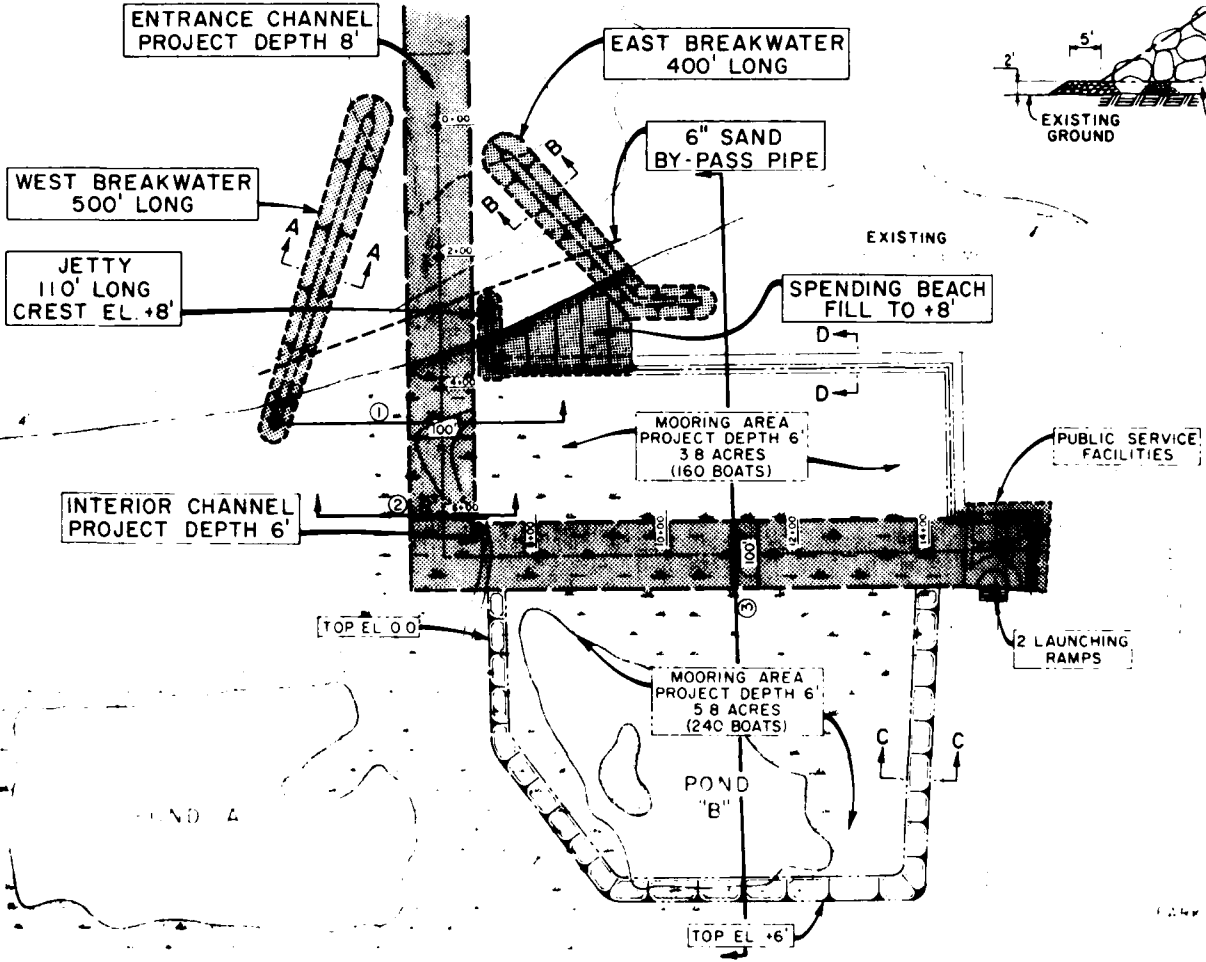 ENTRANCE CHANNEL
PROJECT DEPTH 8'
EAST BREAKWATER
400' LONG
5'
2'
EXISTING
GROUND
6" SAND
BY-PASS PIPE
WEST BREAKWATER
500' LONG
0+00
B
B
A
A
EXISTING
2+00
JETTY
110' LONG
CREST EL. +8'
SPENDING BEACH
FILL TO +8'
D
D
4+00
4
1
100'
MOORING AREA
PROJECT DEPTH 6'
3.8 ACRES
(160 BOATS)
PUBLIC SERVICE
FACILITIES
INTERIOR CHANNEL
PROJECT DEPTH 6'
2
10+00
100'
12+00
14+00
3
TOP EL 0.0
2 LAUNCHING
RAMPS
MOORING AREA
PROJECT DEPTH 6'
5.8 ACRES
(240 BOATS)
C
C
POND
"B"
A
TOP EL +6'